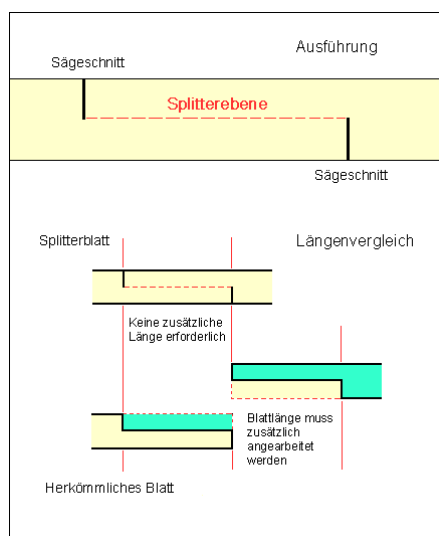 Ausführung
Sägeschnitt
Splitterebene
Sägeschnitt
Splitterblatt
Längenvergleich
Keine zusätzliche
Länge erforderlich
Blattlänge muss
zusätzlich
angearbeitet
werden
Herkömmliches Blatt